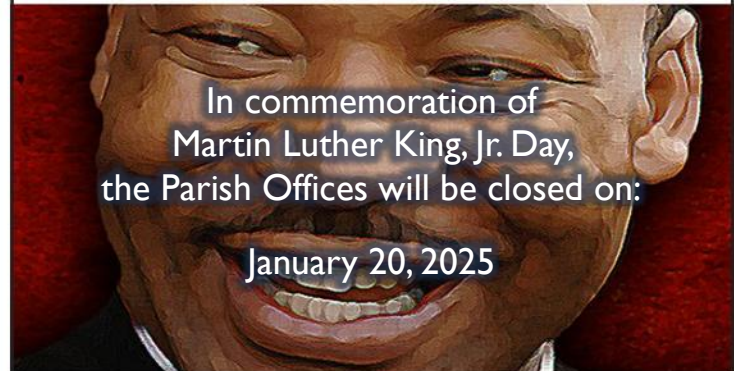 In commemoration of
Martin Luther King, Jr. Day,
the Parish Offices will be closed on:
January 20, 2025